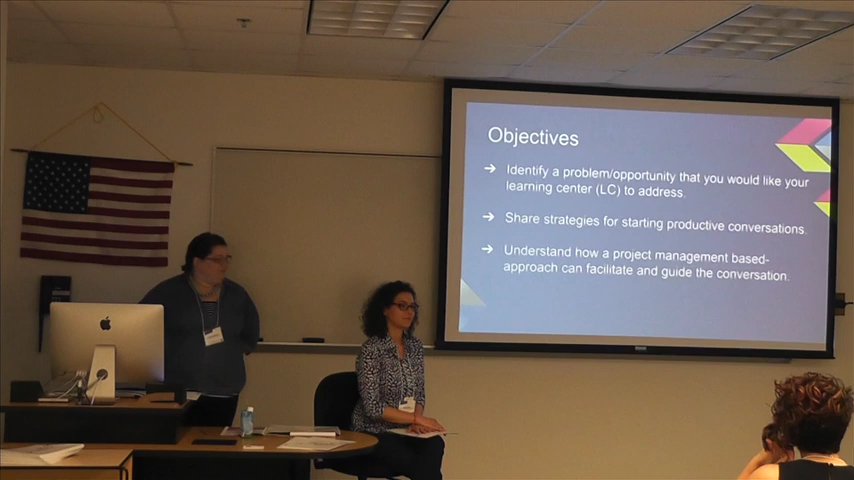 Objectives
➔ Identify a problem/opportunity that you would like your
learning center (LC) to address.
➔ Share strategies for starting productive conversations.
➔ Understand how a project management based-
approach can facilitate and guide the conversation.